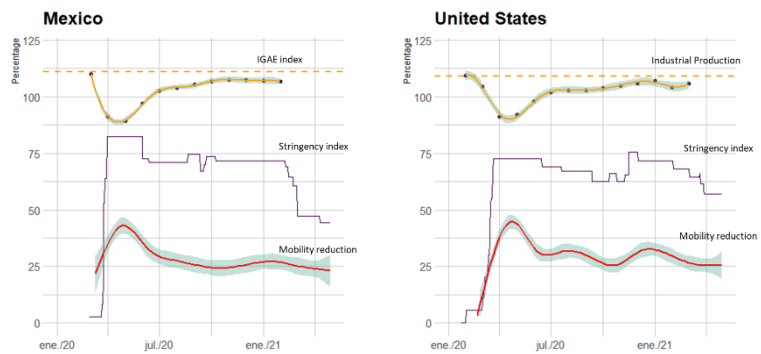 Mexico
Percentage
125
IGAE index
100
Stringency index
75
50
Mobility reduction
25
0
ene./20
jul./20
ene./21
United States
Percentage
125
Industrial Production
100
Stringency index
75
50
Mobility reduction
25
0
ene./20
jul./20
ene./21